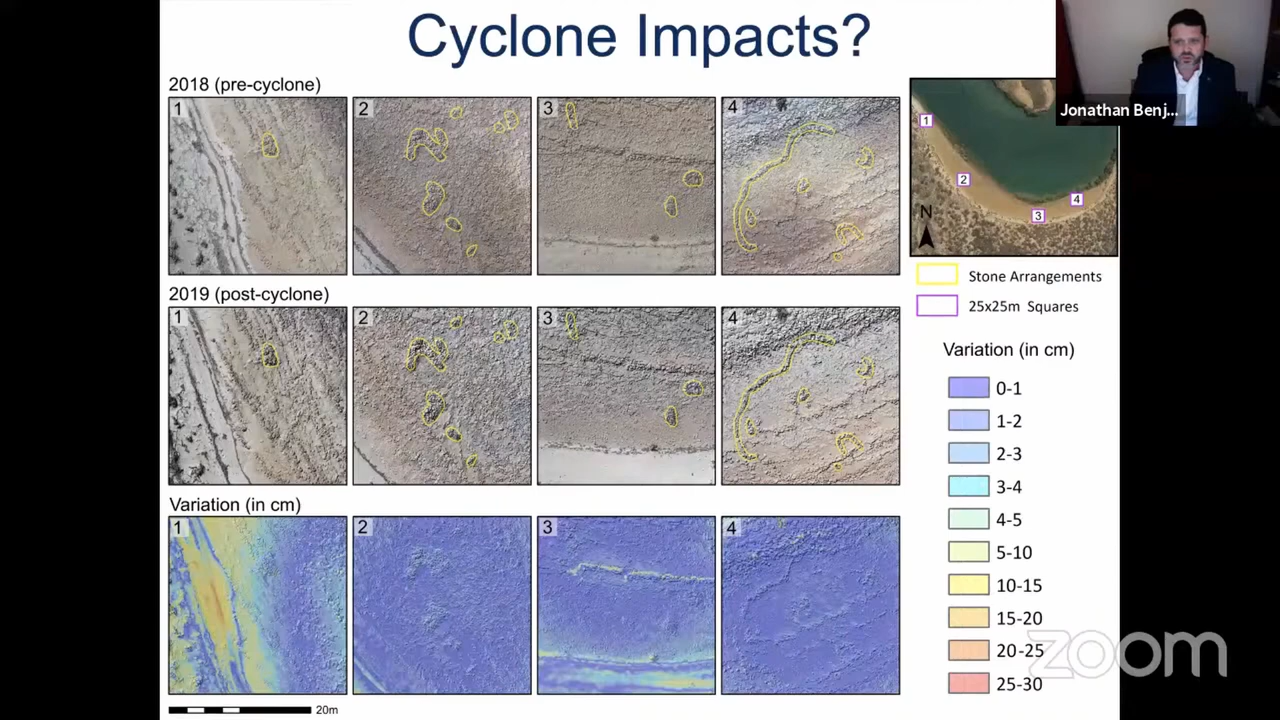 Cyclone Impacts?
Jonathan Benj...
2018 (pre-cyclone)
1
2
3
4
1
2
3
4
N
Stone Arrangements
25x25m Squares
2019 (post-cyclone)
1
2
3
4
Variation (in cm)
0-1
1-2
2-3
3-4
4-5
5-10
10-15
15-20
20-25
25-30
Variation (in cm)
1
2
3
4
20m
zoom